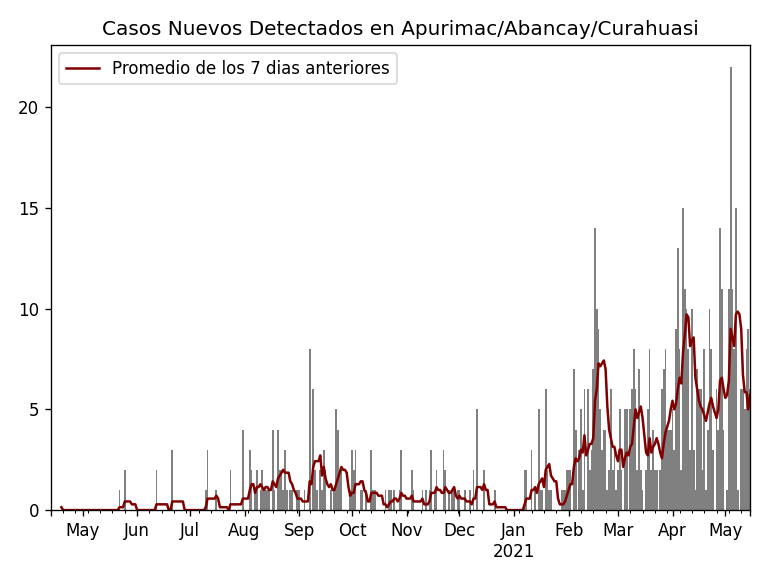 Casos Nuevos Detectados en Apurimac/Abancay/Curahuasi
Promedio de los 7 dias anteriores
20
15
10
5
0
May Jun Jul Aug Sep Oct Nov Dec Jan Feb Mar Apr May
2021